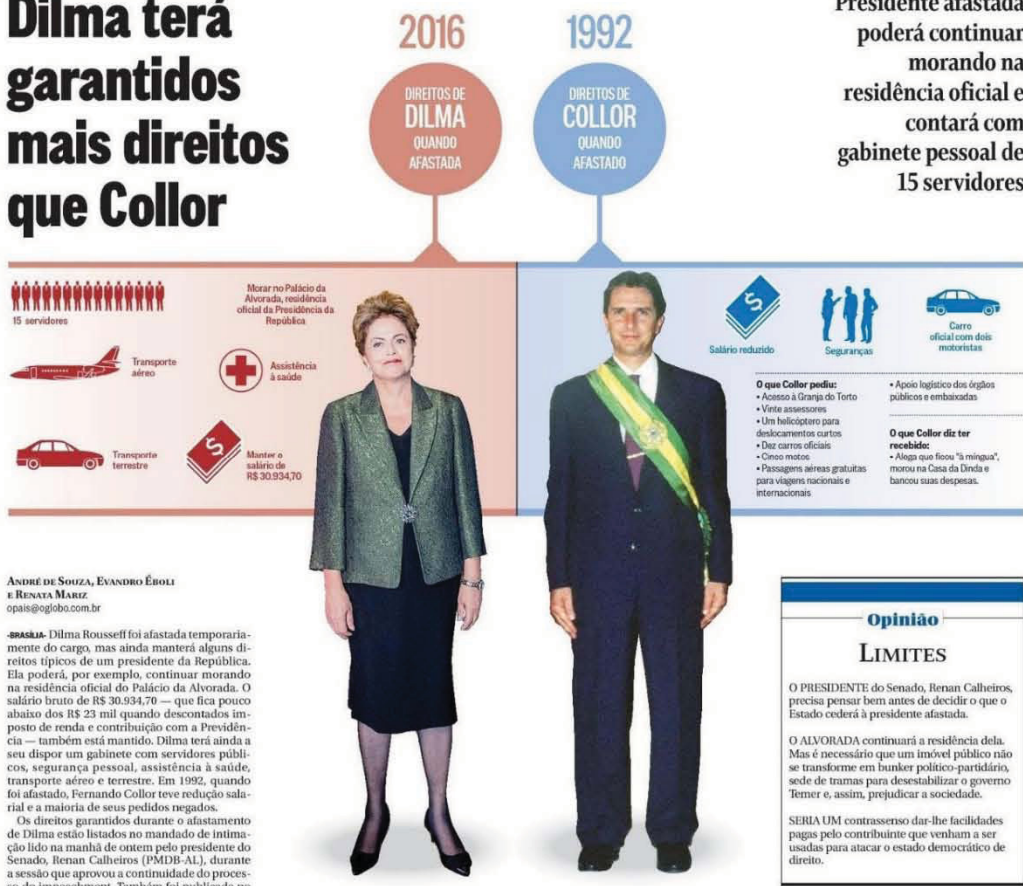 Dilma terá
garantidos
mais direitos
que Collor
2016
DIREITOS DE
DILMA
QUANDO
AFASTADA
1992
DIREITOS DE
COLLOR
QUANDO
AFASTADO
Presidente afastada
poderá continuar
morando na
residência oficial e
contará com
gabinete pessoal de
15 servidores
15 servidores
Morar no Palácio da
Alvorada, residência
oficial da Presidência da
República
Transporte
aéreo
Assistência
à saúde
Transporte
terrestre
$
Manter o
salário de
R$ 30.934,70
$
Salário reduzido
Seguranças
Carro
oficial com dois
motoristas
O que Collor pediu:
• Acesso à Granja do Torto
• Vinte assessores
• Um helicóptero para
deslocamentos curtos
• Dez carros oficiais
• Cinco motos
• Passagens aéreas gratuitas
para viagens nacionais e
internacionais
• Apoio logístico dos órgãos
públicos e embaixadas
O que Collor diz ter
recebido:
• Alega que ficou "à míngua",
morou na Casa da Dinda e
bancou suas despesas.
ANDRÉ DE SOUZA, EVANDRO ÉBOLI
E RENATA MARIZ
opais@oglobo.com.br
-BRASÍLIA- Dilma Rousseff foi afastada temporaria-
mente do cargo, mas ainda manterá alguns di-
reitos típicos de um presidente da República.
Ela poderá, por exemplo, continuar morando
na residência oficial do Palácio da Alvorada. O
salário bruto de R$ 30.934,70 — que fica pouco
abaixo dos R$ 23 mil quando descontados im-
posto de renda e contribuição com a Previdên-
cia — também está mantido. Dilma terá ainda a
seu dispor um gabinete com servidores públi-
cos, segurança pessoal, assistência à saúde,
transporte aéreo e terrestre. Em 1992, quando
foi afastado, Fernando Collor teve redução sala-
rial e a maioria de seus pedidos negados.
Os direitos garantidos durante o afastamento
de Dilma estão listados no mandado de intima-
ção lido na manhã de ontem pelo presidente do
Senado, Renan Calheiros (PMDB-AL), durante
a sessão que aprovou a continuidade do proces-
so de impeachment. Também foi publicada no
Opinião
LIMITES
O PRESIDENTE do Senado, Renan Calheiros,
precisa pensar bem antes de decidir o que o
Estado cederá à presidente afastada.
O ALVORADA continuará a residência dela.
Mas é necessário que um imóvel público não
se transforme em bunker político-partidário,
sede de tramas para desestabilizar o governo
Temer e, assim, prejudicar a sociedade.
SERIA UM contrassenso dar-lhe facilidades
pagas pelo contribuinte que venham a ser
usadas para atacar o estado democrático de
direito.